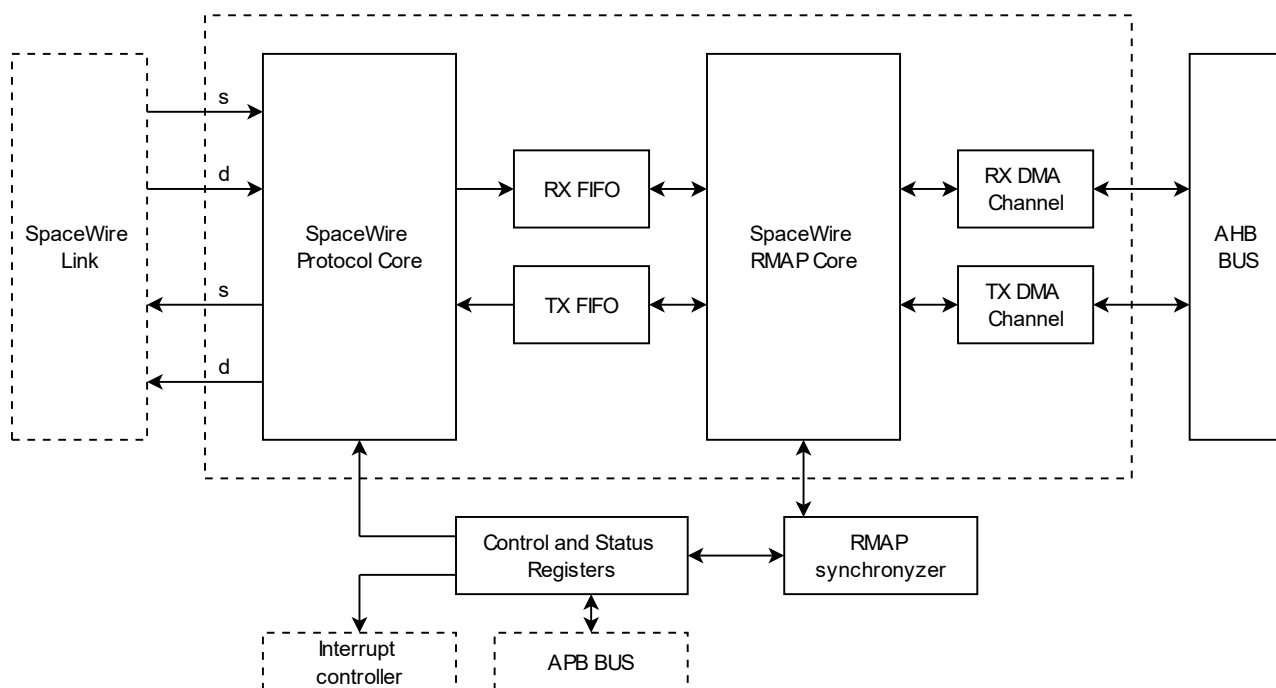 s
d
s
d
SpaceWire
Link
SpaceWire
Protocol Core
RX FIFO
TX FIFO
SpaceWire
RMAP Core
RX DMA
Channel
TX DMA
Channel
AHB
BUS
Control and Status
Registers
RMAP
synchronyzer
Interrupt
controller
APB BUS